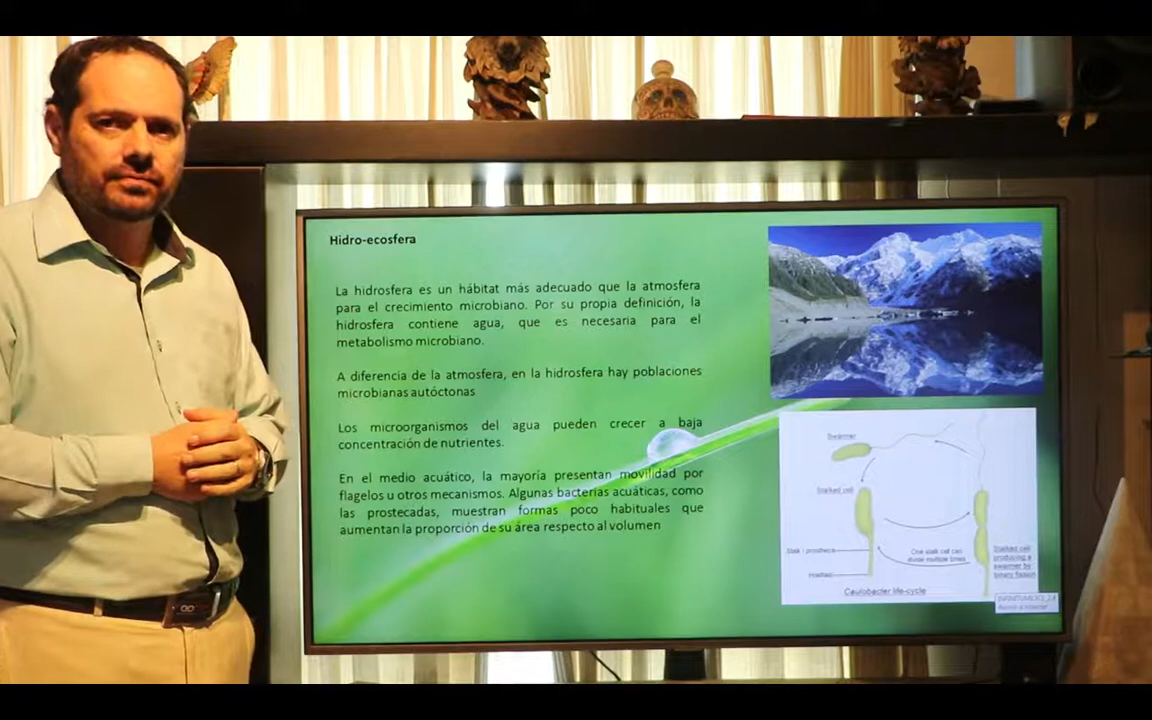 Hidro-ecosfera
La hidrosfera es un hábitat más adecuado que la atmosfera
para el crecimiento microbiano. Por su propia definición, la
hidrosfera contiene agua, que es necesaria para el
metabolismo microbiano.
A diferencia de la atmosfera, en la hidrosfera hay poblaciones
microbianas autóctonas
Los microorganismos del agua pueden crecer a baja
concentración de nutrientes.
En el medio acuático, la mayoría presentan movilidad por
flagelos u otros mecanismos. Algunas bacterias acuáticas, como
las prostecadas, muestran formas poco habituales que
aumentan la proporción de su área respecto al volumen
Swarmer
Stalked cell
Stalk / prostheca
Holdfast
One stalk cell can
divide multiple times
Stalked cell
producing a
swarmer by
binary fission
Caulobacter life-cycle